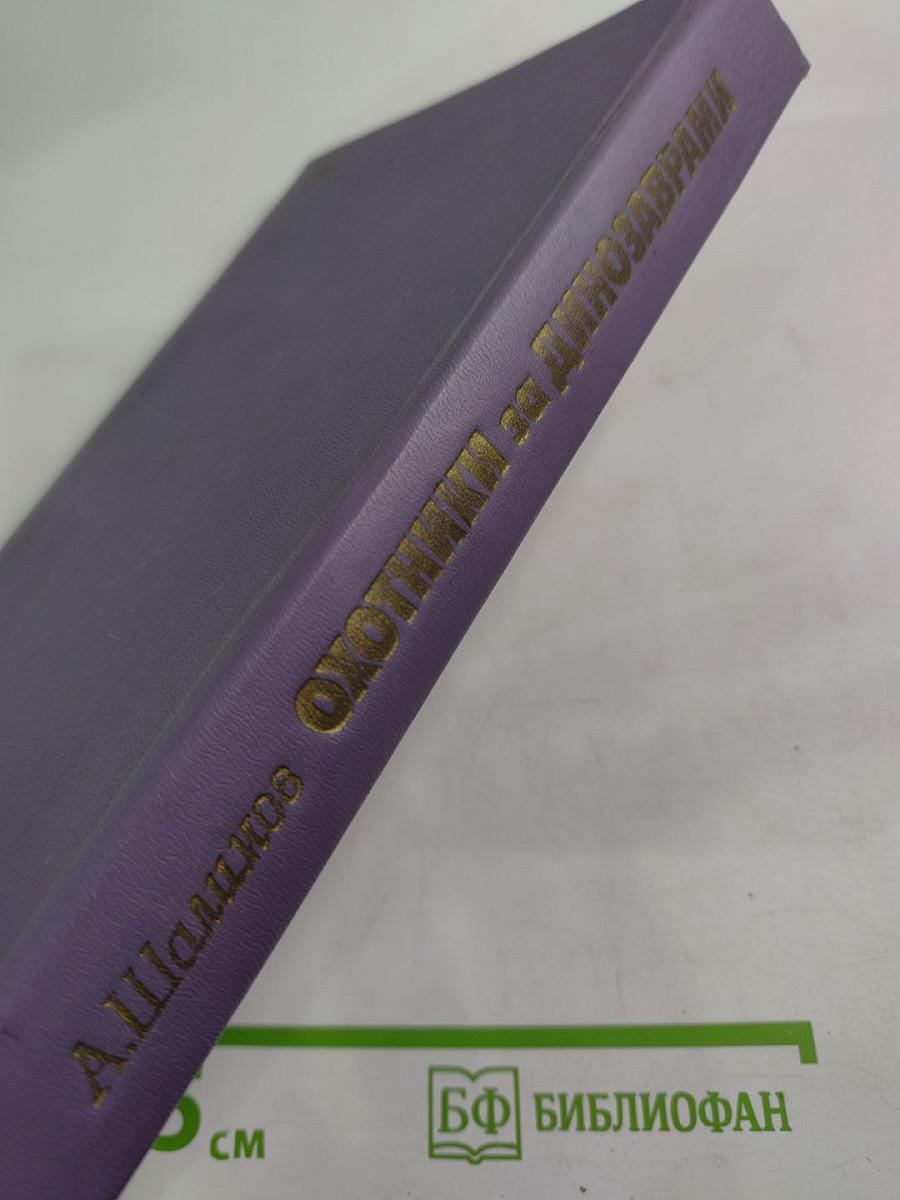 А. Шалимов ОХОТНИКИ за ДИНОЗАВРАМИ
см
БФ БИБЛИОФАН